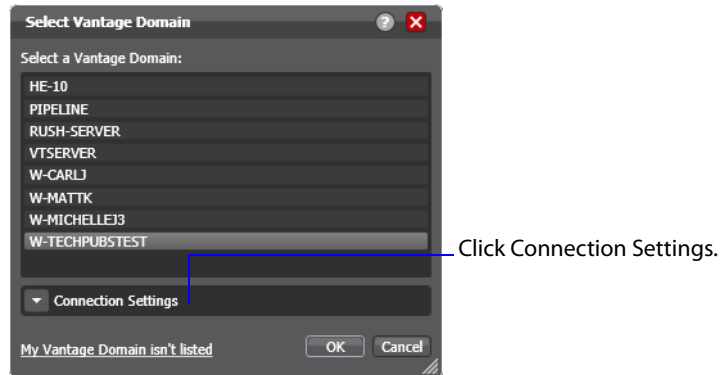 Select Vantage Domain
?
Select a Vantage Domain:
HE-10
PIPELINE
RUSH-SERVER
VTSERVER
W-CARLJ
W-MATTK
W-MICHELLEJ3
W-TECHPUBSTEST
Click Connection Settings.
Connection Settings
My Vantage Domain isn't listed
OK
Cancel